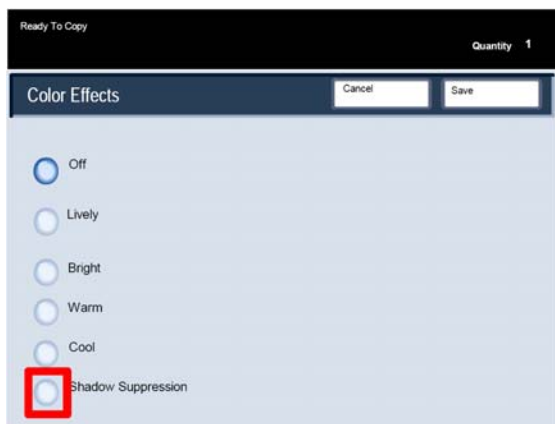 Ready To Copy
Quantity 1
Color Effects
Cancel
Save
Off
Lively
Bright
Warm
Cool
Shadow Suppression